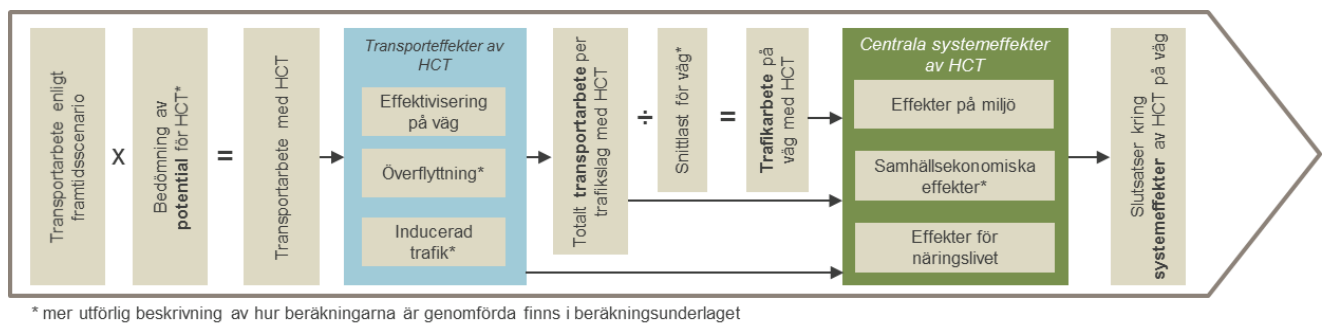 Transportarbete enligt
framtidsscenario
x
Bedömning av
potential för HCT*
=
Transportarbete med HCT
Transporteffekter av
HCT
Effektivisering
på väg
Överflyttning*
Inducerad
trafik*
Totalt transportarbete per
trafikslag med HCT
÷
Snittlast för väg*
=
Trafikarbete på
väg med HCT
Centrala systemeffekter
av HCT
Effekter på miljö
Samhällsekonomiska
effekter*
Effekter för
näringslivet
Slutsatser kring
systemeffekter av HCT på väg
* mer utförlig beskrivning av hur beräkningarna är genomförda finns i beräkningsunderlaget